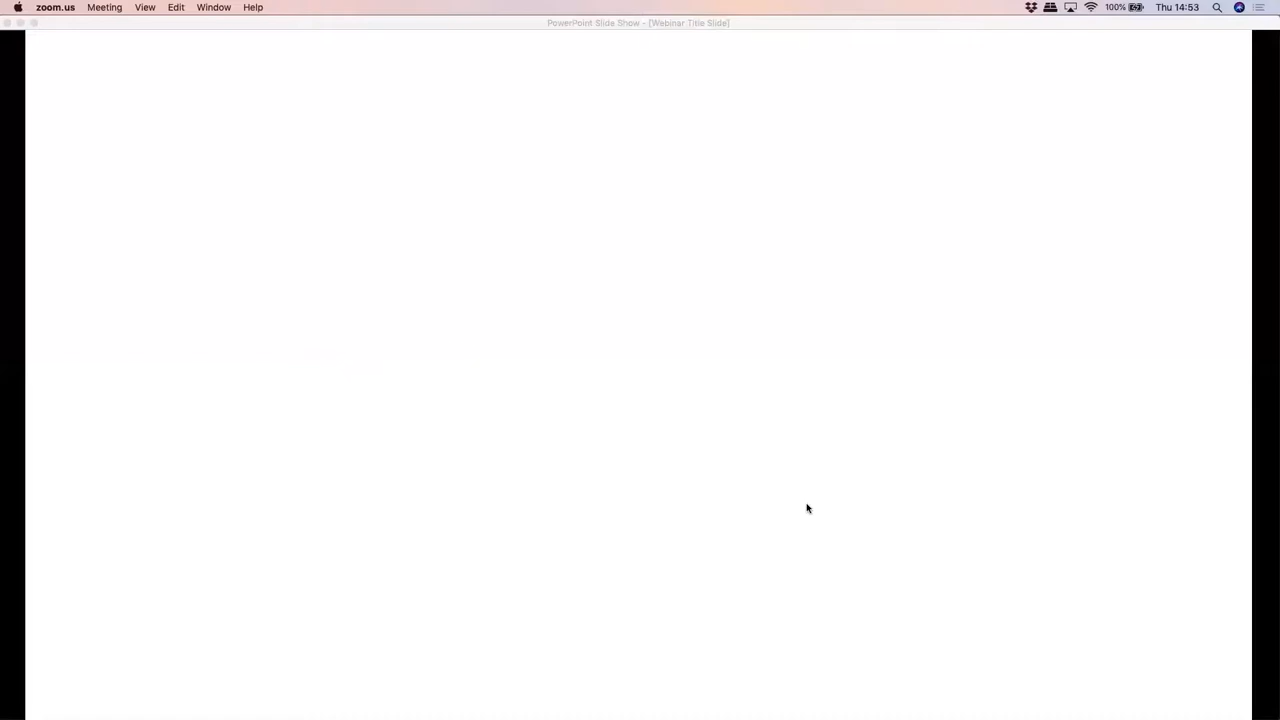 zoom.us Meeting View Edit Window Help 100% Thu 14:53
PowerPoint Slide Show - [Webinar Title Slide]